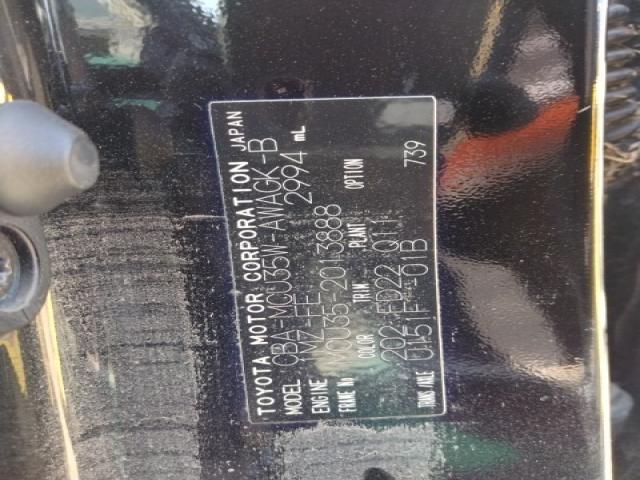 TOYOTA MOTOR CORPORATION JAPAN
MODEL CBA-MCU35W-AWAGK-B
ENGINE 1MZ-FE 2994 mL
FRAME No MCU35-2013888
COLOR TRIM PLANT OPTION
202 FD22 Q11
TRANS/AXLE U151F -01B 739